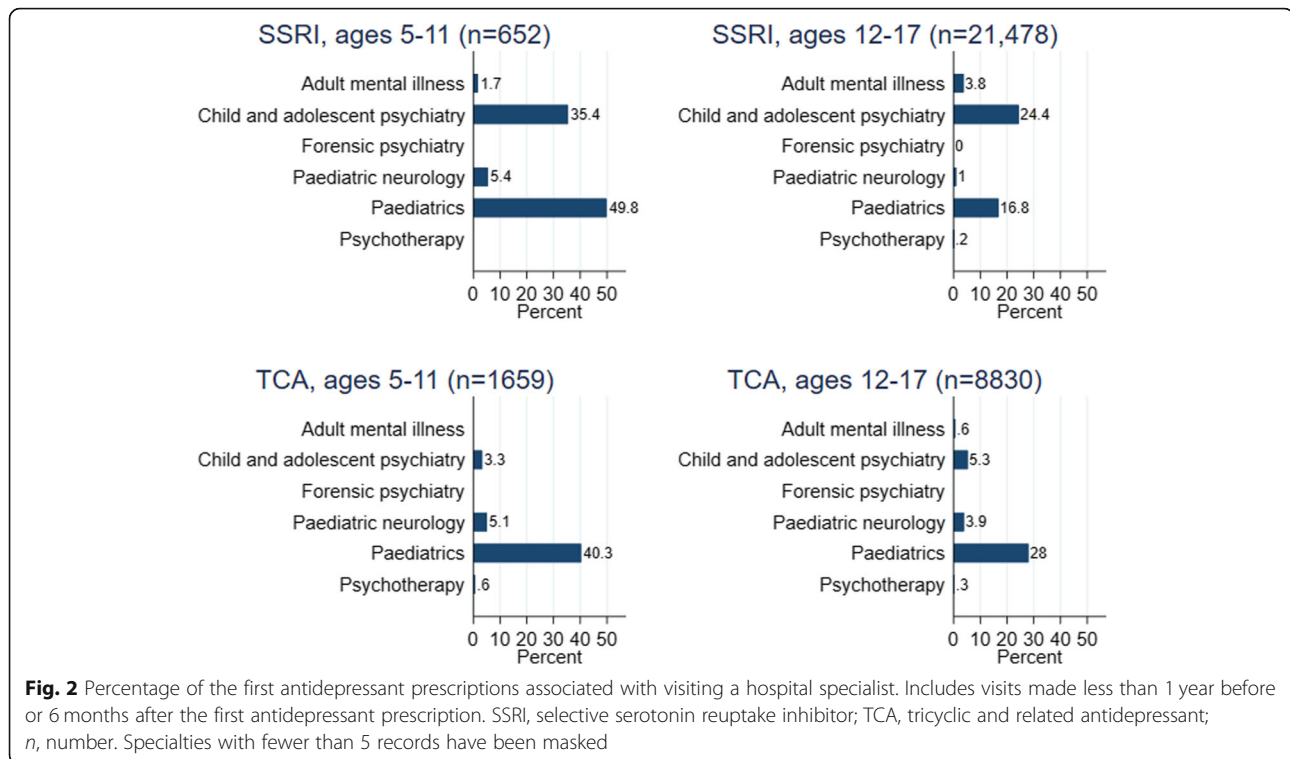 SSRI, ages 5-11 (n=652)
Adult mental illness 1.7
Child and adolescent psychiatry 35.4
Forensic psychiatry
Paediatric neurology 5.4
Paediatrics 49.8
Psychotherapy
0 10 20 30 40 50
Percent
SSRI, ages 12-17 (n=21,478)
Adult mental illness 3.8
Child and adolescent psychiatry 24.4
Forensic psychiatry 0
Paediatric neurology 1
Paediatrics 16.8
Psychotherapy .2
0 10 20 30 40 50
Percent
TCA, ages 5-11 (n=1659)
Adult mental illness
Child and adolescent psychiatry 3.3
Forensic psychiatry
Paediatric neurology 5.1
Paediatrics 40.3
Psychotherapy .6
0 10 20 30 40 50
Percent
TCA, ages 12-17 (n=8830)
Adult mental illness .6
Child and adolescent psychiatry 5.3
Forensic psychiatry
Paediatric neurology 3.9
Paediatrics 28
Psychotherapy .3
0 10 20 30 40 50
Percent
Fig. 2 Percentage of the first antidepressant prescriptions associated with visiting a hospital specialist. Includes visits made less than 1 year before
or 6 months after the first antidepressant prescription. SSRI, selective serotonin reuptake inhibitor; TCA, tricyclic and related antidepressant;
n, number. Specialties with fewer than 5 records have been masked